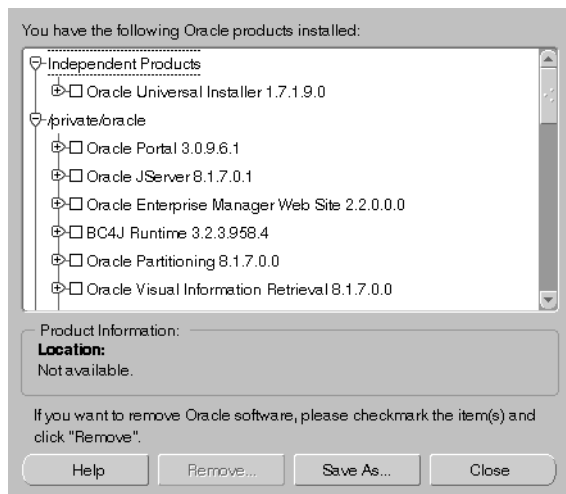 You have the following Oracle products installed:
Independent Products
Oracle Universal Installer 1.7.1.9.0
/private/oracle
Oracle Portal 3.0.9.6.1
Oracle JServer 8.1.7.0.1
Oracle Enterprise Manager Web Site 2.2.0.0.0
BC4J Runtime 3.2.3.958.4
Oracle Partitioning 8.1.7.0.0
Oracle Visual Information Retrieval 8.1.7.0.0
Product Information:
Location:
Not available.
If you want to remove Oracle software, please checkmark the item(s) and
click "Remove".
Help Remove... Save As... Close